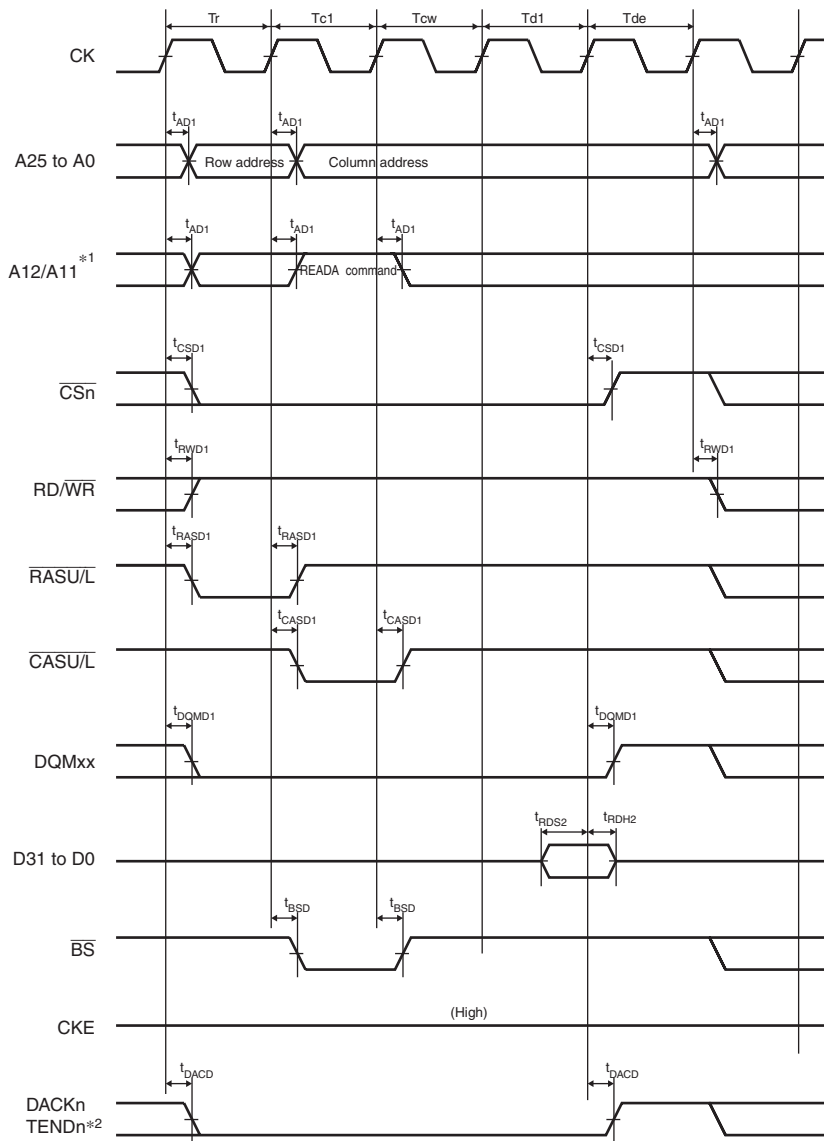 Tr Tc1 Tcw Td1 Tde
CK
tAD1 tAD1 tAD1
A25 to A0 Row address Column address
tAD1 tAD1 tAD1
A12/A11*1 READA command
tCSD1 tCSD1
CSn
tRWD1 tRWD1
RD/WR
tRASD1 tRASD1
RASU/L
tCASD1 tCASD1
CASU/L
tDQMD1 tDQMD1
DQMxx
tRDS2 tRDH2
D31 to D0
tBSD tBSD
BS
(High)
CKE
tDACD tDACD
DACKn
TENDn*2